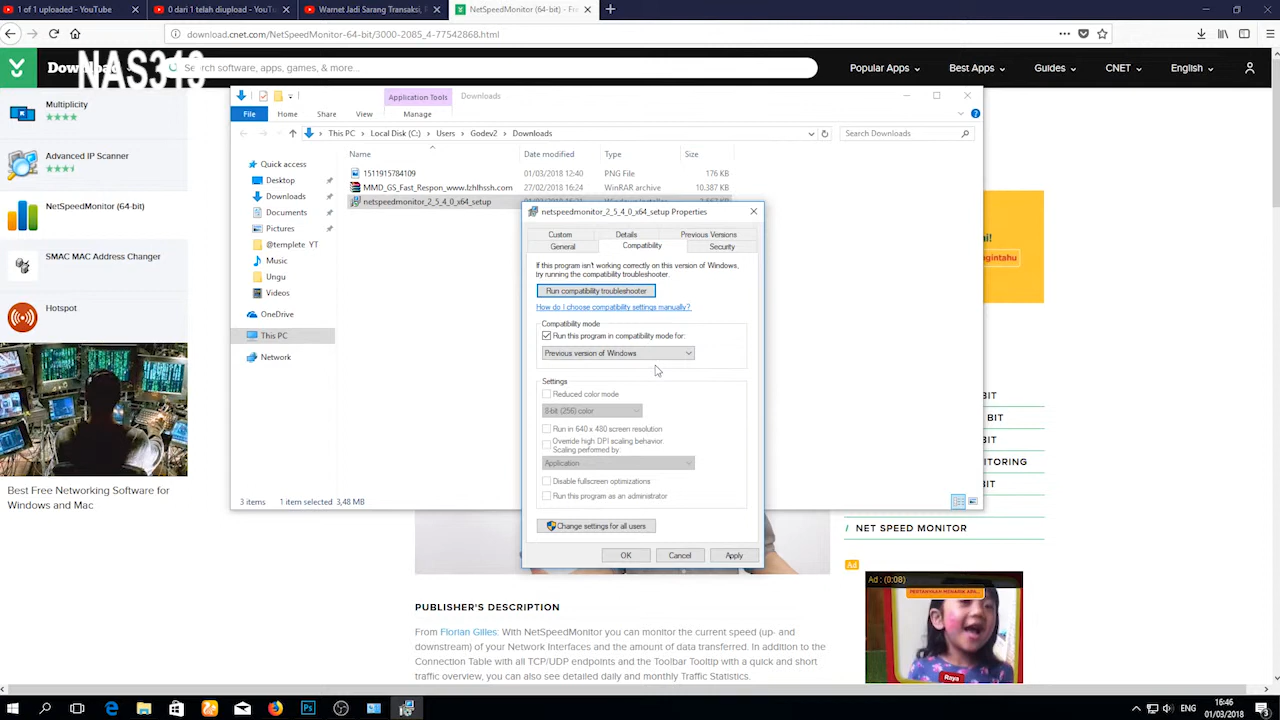 1 of 1 uploaded - YouTube
0 dari 1 telah diupload - YouT
Warnet Jadi Sarang Transaksi, F
NetSpeedMonitor (64-bit) - Fr
download.cnet.com/NetSpeedMonitor-64-bit/3000-2085_4-77542868.html
NAS313
Search software, apps, games, & more...
Popular Apps
Best Apps
Guides
CNET
English
Multiplicity
Advanced IP Scanner
NetSpeedMonitor (64-bit)
SMAC MAC Address Changer
Hotspot
Best Free Networking Software for
Windows and Mac
Application Tools
Downloads
File
Home
Share
View
Manage
This PC
Local Disk (C:)
Users
Godev2
Downloads
Search Downloads
Name
Date modified
Type
Size
Quick access
Desktop
Downloads
Documents
Pictures
@templete YT
Music
Ungu
Videos
OneDrive
This PC
Network
1511915784109 01/03/2018 12:40 PNG File 176 KB
MMD_GS_Fast_Respon_www.lzhlhssh.com 27/02/2018 16:24 WinRAR archive 10.387 KB
netspeedmonitor_2_5_4_0_x64_setup
3 items
1 item selected 3,48 MB
netspeedmonitor_2_5_4_0_x64_setup Properties
Custom
Details
Previous Versions
General
Compatibility
Security
If this program isn't working correctly on this version of Windows,
try running the compatibility troubleshooter.
Run compatibility troubleshooter
How do I choose compatibility settings manually?
Compatibility mode
Run this program in compatibility mode for:
Previous version of Windows
Settings
Reduced color mode
8-bit (256) color
Run in 640 x 480 screen resolution
Override high DPI scaling behavior.
Scaling performed by:
Application
Disable fullscreen optimizations
Run this program as an administrator
Change settings for all users
OK
Cancel
Apply
BIT
BIT
BIT
ITORING
BIT
/ NET SPEED MONITOR
Ad
Ad : (0:08)
Raya
PUBLISHER'S DESCRIPTION
From Florian Gilles: With NetSpeedMonitor you can monitor the current speed (up- and
downstream) of your Network Interfaces and the amount of data transferred. In addition to the
Connection Table with all TCP/UDP endpoints and the Toolbar Tooltip with a quick and short
traffic overview, you can also see detailed daily and monthly Traffic Statistics.
16:46
01/03/2018